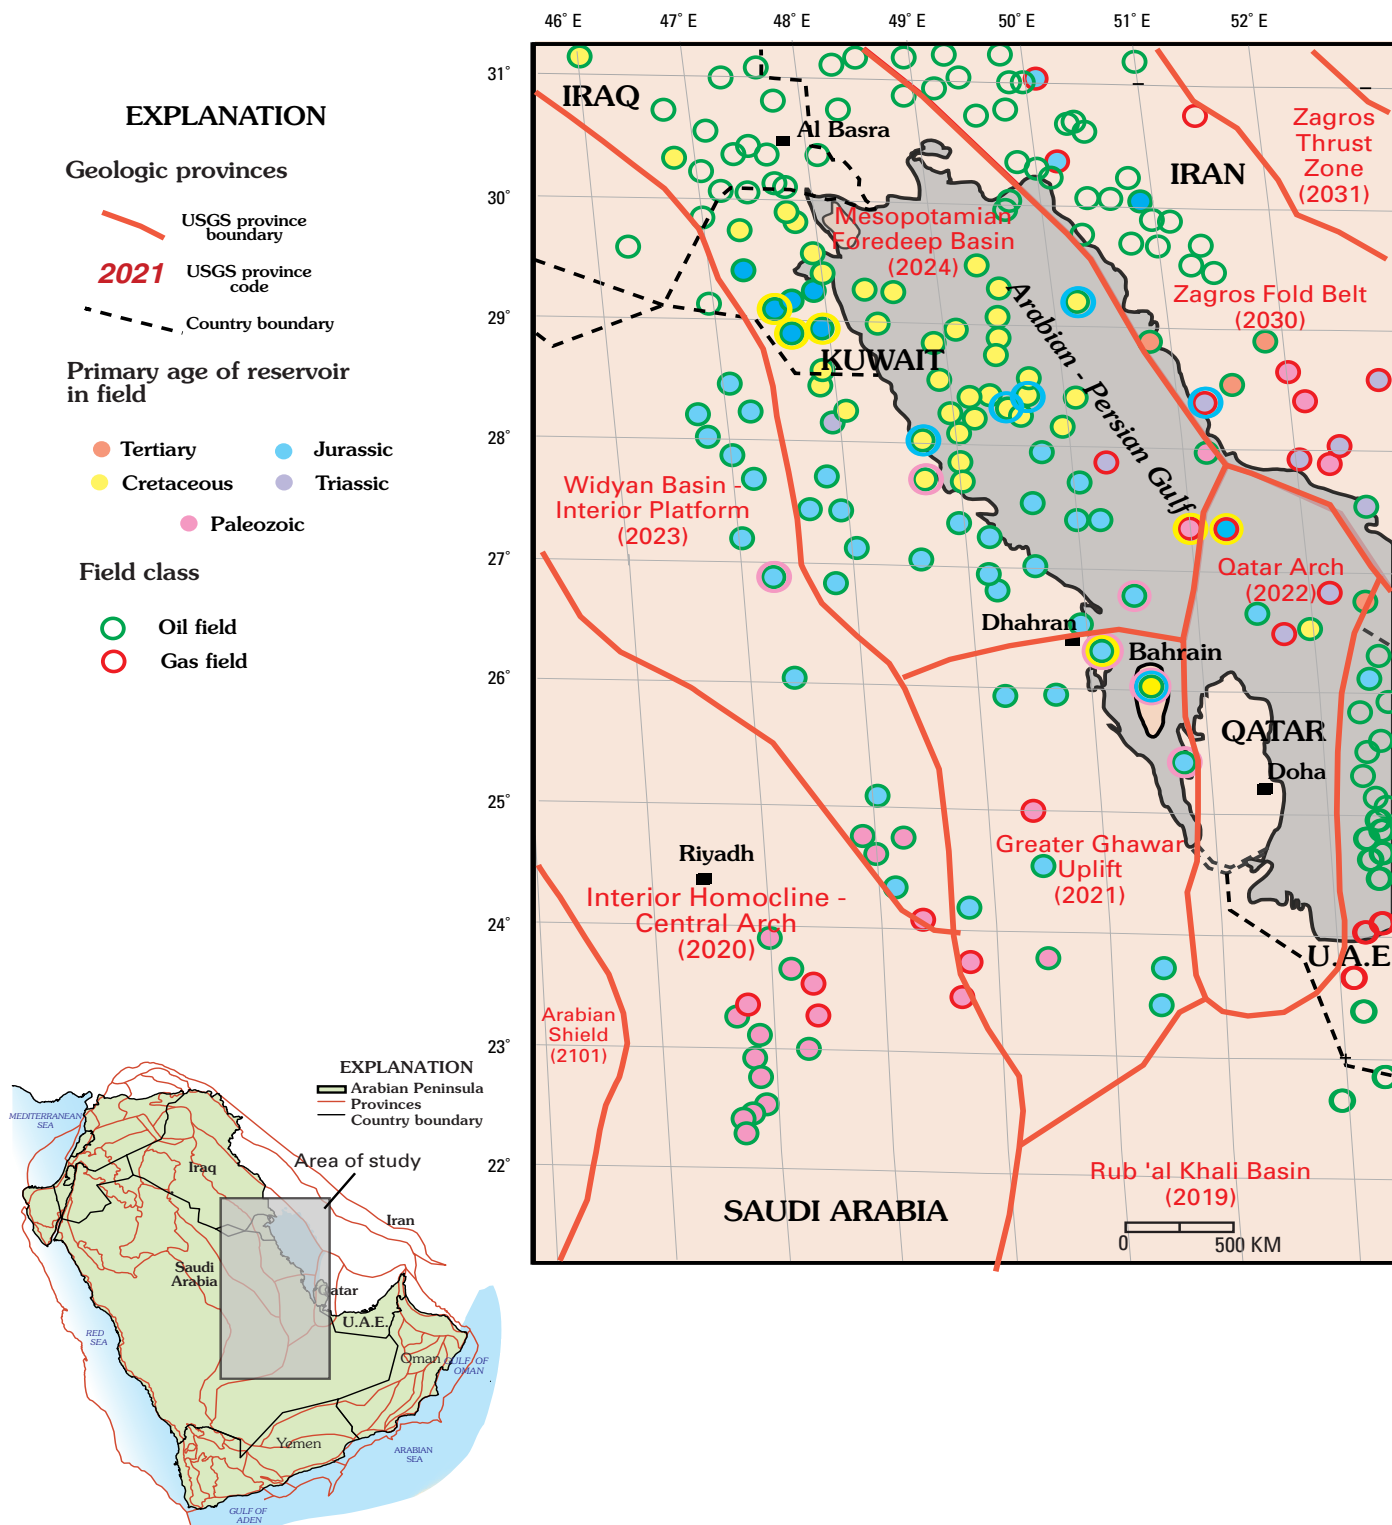 46° E 47° E 48° E 49° E 50° E 51° E 52° E
31°
30°
29°
28°
27°
26°
25°
24°
23°
22°
EXPLANATION
Geologic provinces
USGS province
boundary
2021
USGS province
code
Country boundary
Primary age of reservoir
in field
Tertiary
Jurassic
Cretaceous
Triassic
Paleozoic
Field class
Oil field
Gas field
IRAQ
Al Basra
IRAN
Zagros
Thrust
Zone
(2031)
Mesopotamian
Foredeep Basin
(2024)
Arabian - Persian Gulf
Zagros Fold Belt
(2030)
KUWAIT
Widyan Basin -
Interior Platform
(2023)
Qatar Arch
(2022)
Dhahran
Bahrain
QATAR
Doha
Riyadh
Greater Ghawar
Uplift
(2021)
Interior Homocline -
Central Arch
(2020)
U.A.E
Arabian
Shield
(2101)
Rub 'al Khali Basin
(2019)
SAUDI ARABIA
0 500 KM
EXPLANATION
Arabian Peninsula
Provinces
Country boundary
MEDITERRANEAN
SEA
Area of study
Iraq
Iran
Saudi
Arabia
Qatar
U.A.E.
RED
SEA
Oman
GULF OF
OMAN
Yemen
ARABIAN
SEA
GULF OF
ADEN